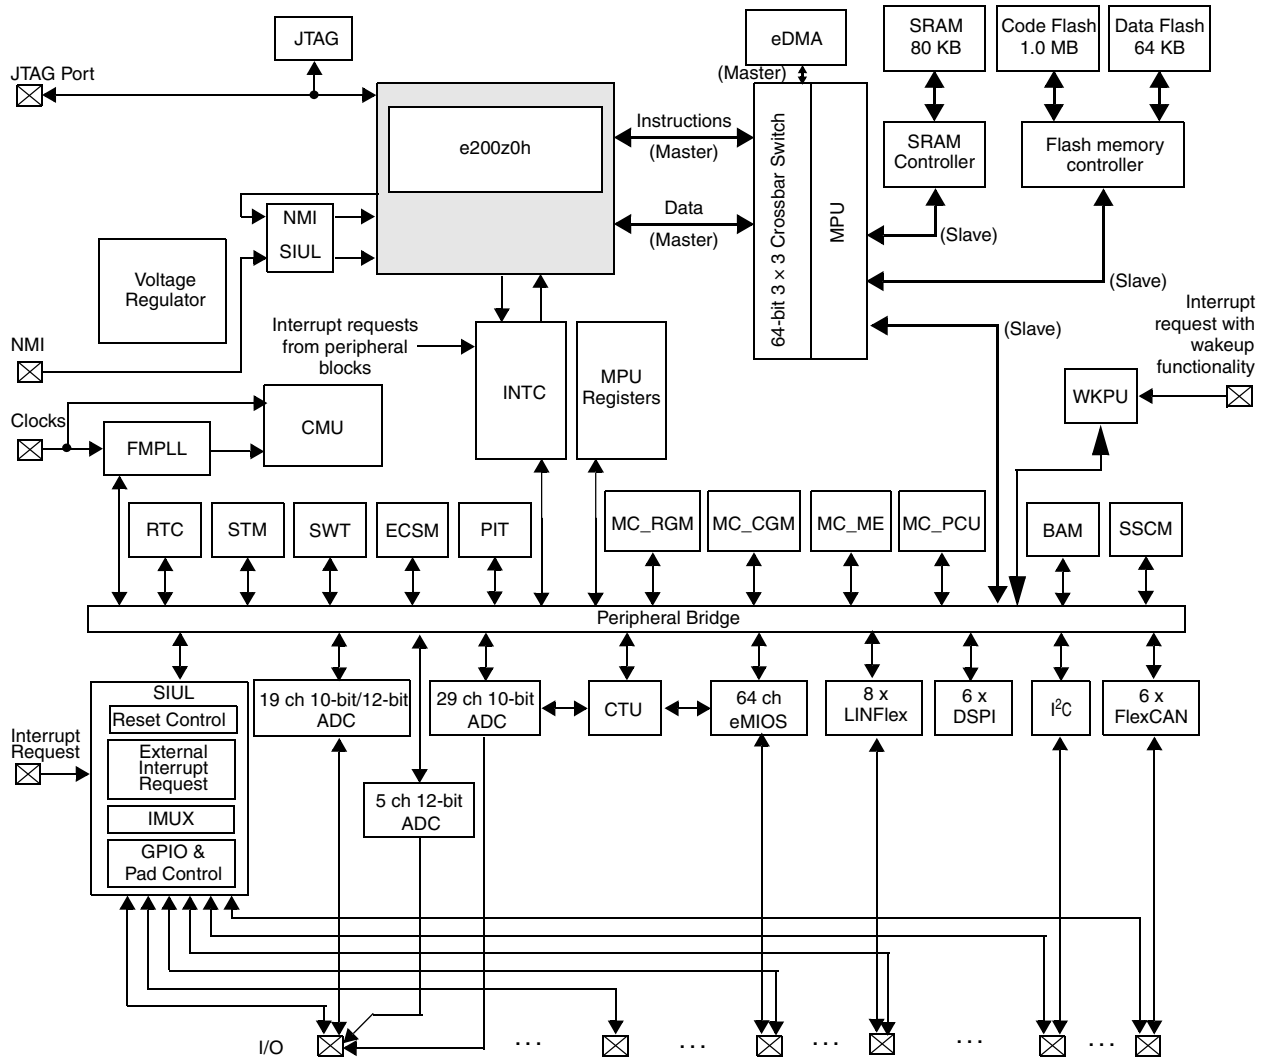 JTAG
eDMA
SRAM
80 KB
Code Flash
1.0 MB
Data Flash
64 KB
JTAG Port
(Master)
e200z0h
Instructions
(Master)
Data
(Master)
64-bit 3 × 3 Crossbar Switch
MPU
SRAM
Controller
Flash memory
controller
(Slave)
(Slave)
(Slave)
NMI
SIUL
Voltage
Regulator
NMI
Interrupt requests
from peripheral
blocks
INTC
MPU
Registers
Interrupt
request with
wakeup
functionality
WKPU
Clocks
FMPLL
CMU
RTC
STM
SWT
ECSM
PIT
MC_RGM
MC_CGM
MC_ME
MC_PCU
BAM
SSCM
Peripheral Bridge
SIUL
Reset Control
External
Interrupt
Request
IMUX
GPIO &
Pad Control
Interrupt
Request
19 ch 10-bit/12-bit
ADC
29 ch 10-bit
ADC
CTU
64 ch
eMIOS
8 x
LINFlex
6 x
DSPI
I²C
6 x
FlexCAN
5 ch 12-bit
ADC
I/O
. . .
. . .
. . .
. . .
. . .